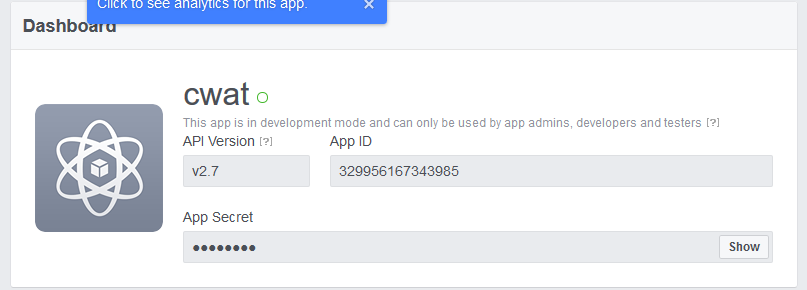 Click to see analytics for this app. ×
Dashboard
cwat
This app is in development mode and can only be used by app admins, developers and testers [?]
API Version [?] App ID
v2.7 329956167343985
App Secret
●●●●●●●● Show